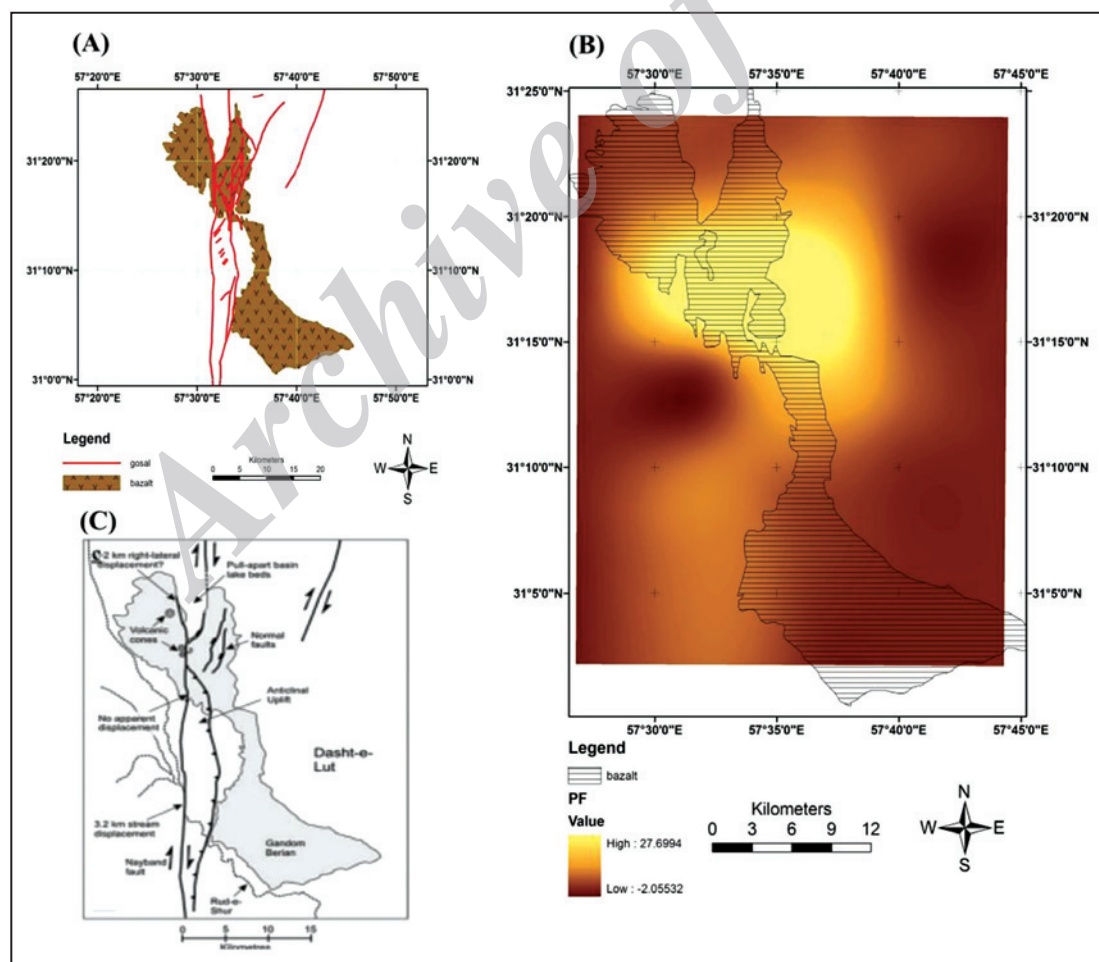 (A)
57°20'0"E 57°30'0"E 57°40'0"E 57°50'0"E
31°20'0"N 31°20'0"N
31°10'0"N 31°10'0"N
31°0'0"N 31°0'0"N
57°20'0"E 57°30'0"E 57°40'0"E 57°50'0"E
Legend
gosal
bazalt
Kilometers
0 5 10 15 20
N
W E
S
(B)
57°30'0"E 57°35'0"E 57°40'0"E 57°45'0"E
31°25'0"N 31°25'0"N
31°20'0"N 31°20'0"N
31°15'0"N 31°15'0"N
31°10'0"N 31°10'0"N
31°5'0"N 31°5'0"N
57°30'0"E 57°35'0"E 57°40'0"E 57°45'0"E
Legend
bazalt
PF
Value
High : 27.6994
Low : -2.05532
Kilometers
0 3 6 9 12
N
W E
S
(C)
-2 km right-lateral
displacement?
Pull-apart basin
lake beds
Volcanic
cones
Normal
faults
Anticlinal
Uplift
No apparent
displacement
Dasht-e-
Lut
3.2 km stream
displacement
Gandom
Berian
Nayband
fault
Rud-e-
Shur
0 5 10 15
Kilometres
Archive of